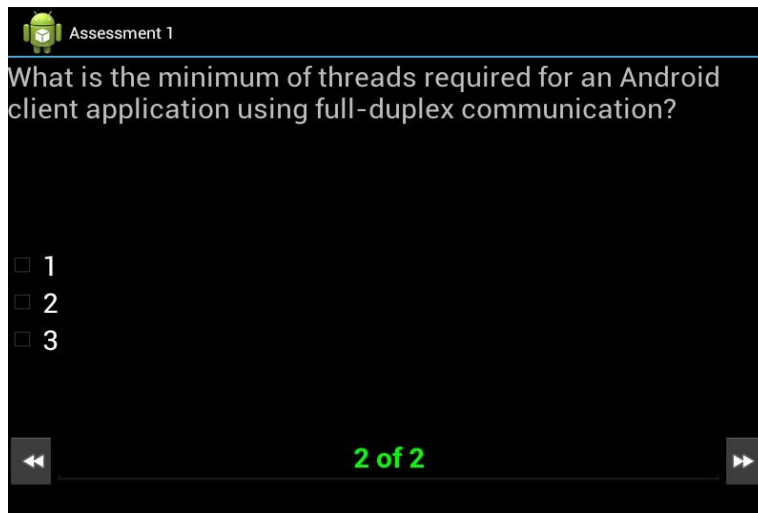 Assessment 1
What is the minimum of threads required for an Android
client application using full-duplex communication?
1
2
3
2 of 2